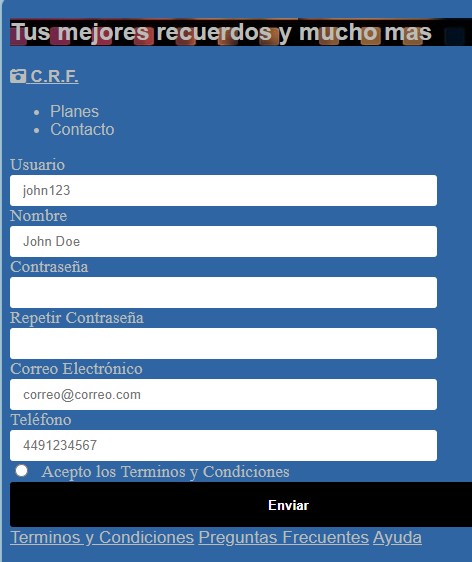 Tus mejores recuerdos y mucho mas
C.R.F.
Planes
Contacto
Usuario
john123
Nombre
John Doe
Contraseña
Repetir Contraseña
Correo Electrónico
correo@correo.com
Teléfono
4491234567
Acepto los Terminos y Condiciones
Enviar
Terminos y Condiciones Preguntas Frecuentes Ayuda